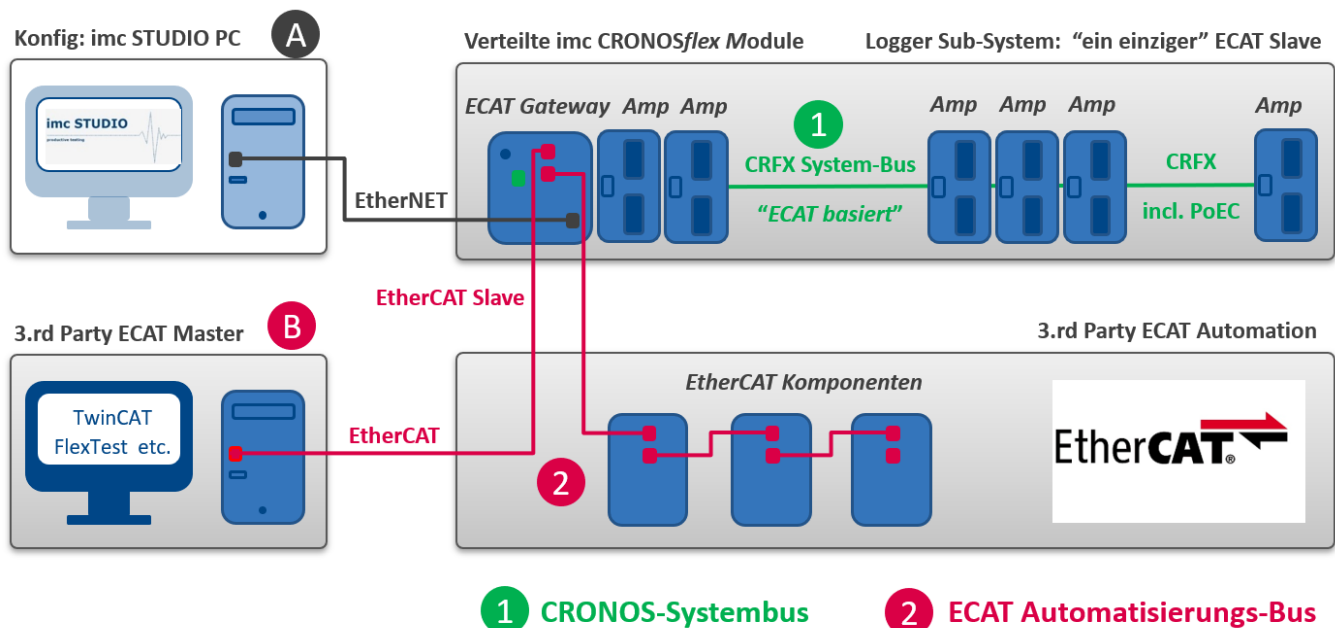 Konfig: imc STUDIO PC
A
Verteilte imc CRONOSflex Module
Logger Sub-System: “ein einziger” ECAT Slave
imc STUDIO
productive testing
ECAT Gateway
Amp
Amp
1
CRFX System-Bus
“ECAT basiert”
Amp
Amp
Amp
CRFX
incl. PoEC
Amp
EtherNET
EtherCAT Slave
3.rd Party ECAT Master
B
3.rd Party ECAT Automation
TwinCAT
FlexTest etc.
EtherCAT
2
EtherCAT Komponenten
EtherCAT®
1 CRONOS-Systembus
2 ECAT Automatisierungs-Bus